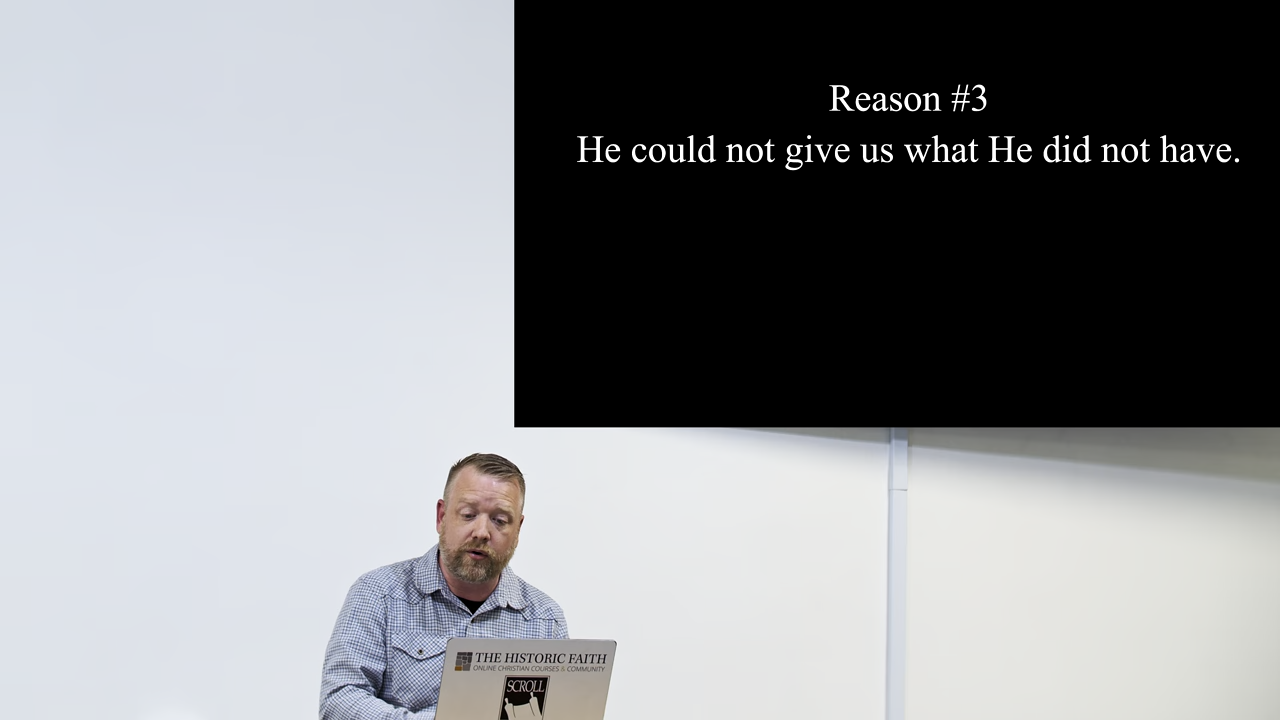 Reason #3
He could not give us what He did not have.
THE HISTORIC FAITH
ONLINE CHRISTIAN COURSES & COMMUNITY
SCROLL